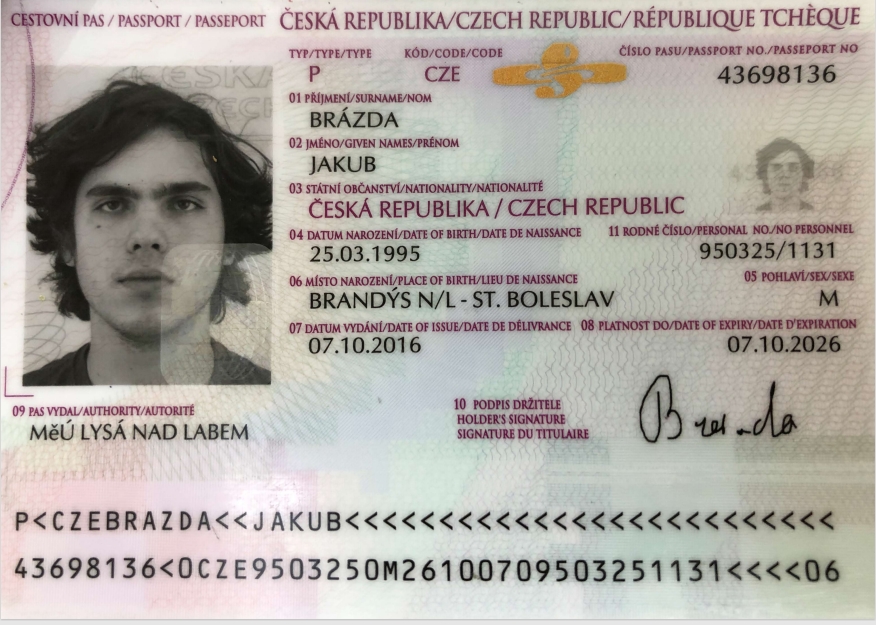 CESTOVNÍ PAS / PASSPORT / PASSEPORT ČESKÁ REPUBLIKA/CZECH REPUBLIC/RÉPUBLIQUE TCHÈQUE
TYP/TYPE/TYPE KÓD/CODE/CODE ČÍSLO PASU/PASSPORT NO./PASSEPORT NO
P CZE 43698136
01 PŘÍJMENÍ/SURNAME/NOM
BRÁZDA
02 JMÉNO/GIVEN NAMES/PRÉNOM
JAKUB
03 STÁTNÍ OBČANSTVÍ/NATIONALITY/NATIONALITÉ
ČESKÁ REPUBLIKA / CZECH REPUBLIC
04 DATUM NAROZENÍ/DATE OF BIRTH/DATE DE NAISSANCE 11 RODNÉ ČÍSLO/PERSONAL NO./NO PERSONNEL
25.03.1995 950325/1131
06 MÍSTO NAROZENÍ/PLACE OF BIRTH/LIEU DE NAISSANCE 05 POHLAVÍ/SEX/SEXE
BRANDÝS N/L - ST. BOLESLAV M
07 DATUM VYDÁNÍ/DATE OF ISSUE/DATE DE DÉLIVRANCE 08 PLATNOST DO/DATE OF EXPIRY/DATE D'EXPIRATION
07.10.2016 07.10.2026
09 PAS VYDAL/AUTHORITY/AUTORITÉ
MěÚ LYSÁ NAD LABEM
10 PODPIS DRŽITELE
HOLDER'S SIGNATURE
SIGNATURE DU TITULAIRE
P<CZEBRAZDA<<JAKUB<<<<<<<<<<<<<<<<<<<<<<<<<<
43698136<0CZE9503250M26100709503251131<<<<06